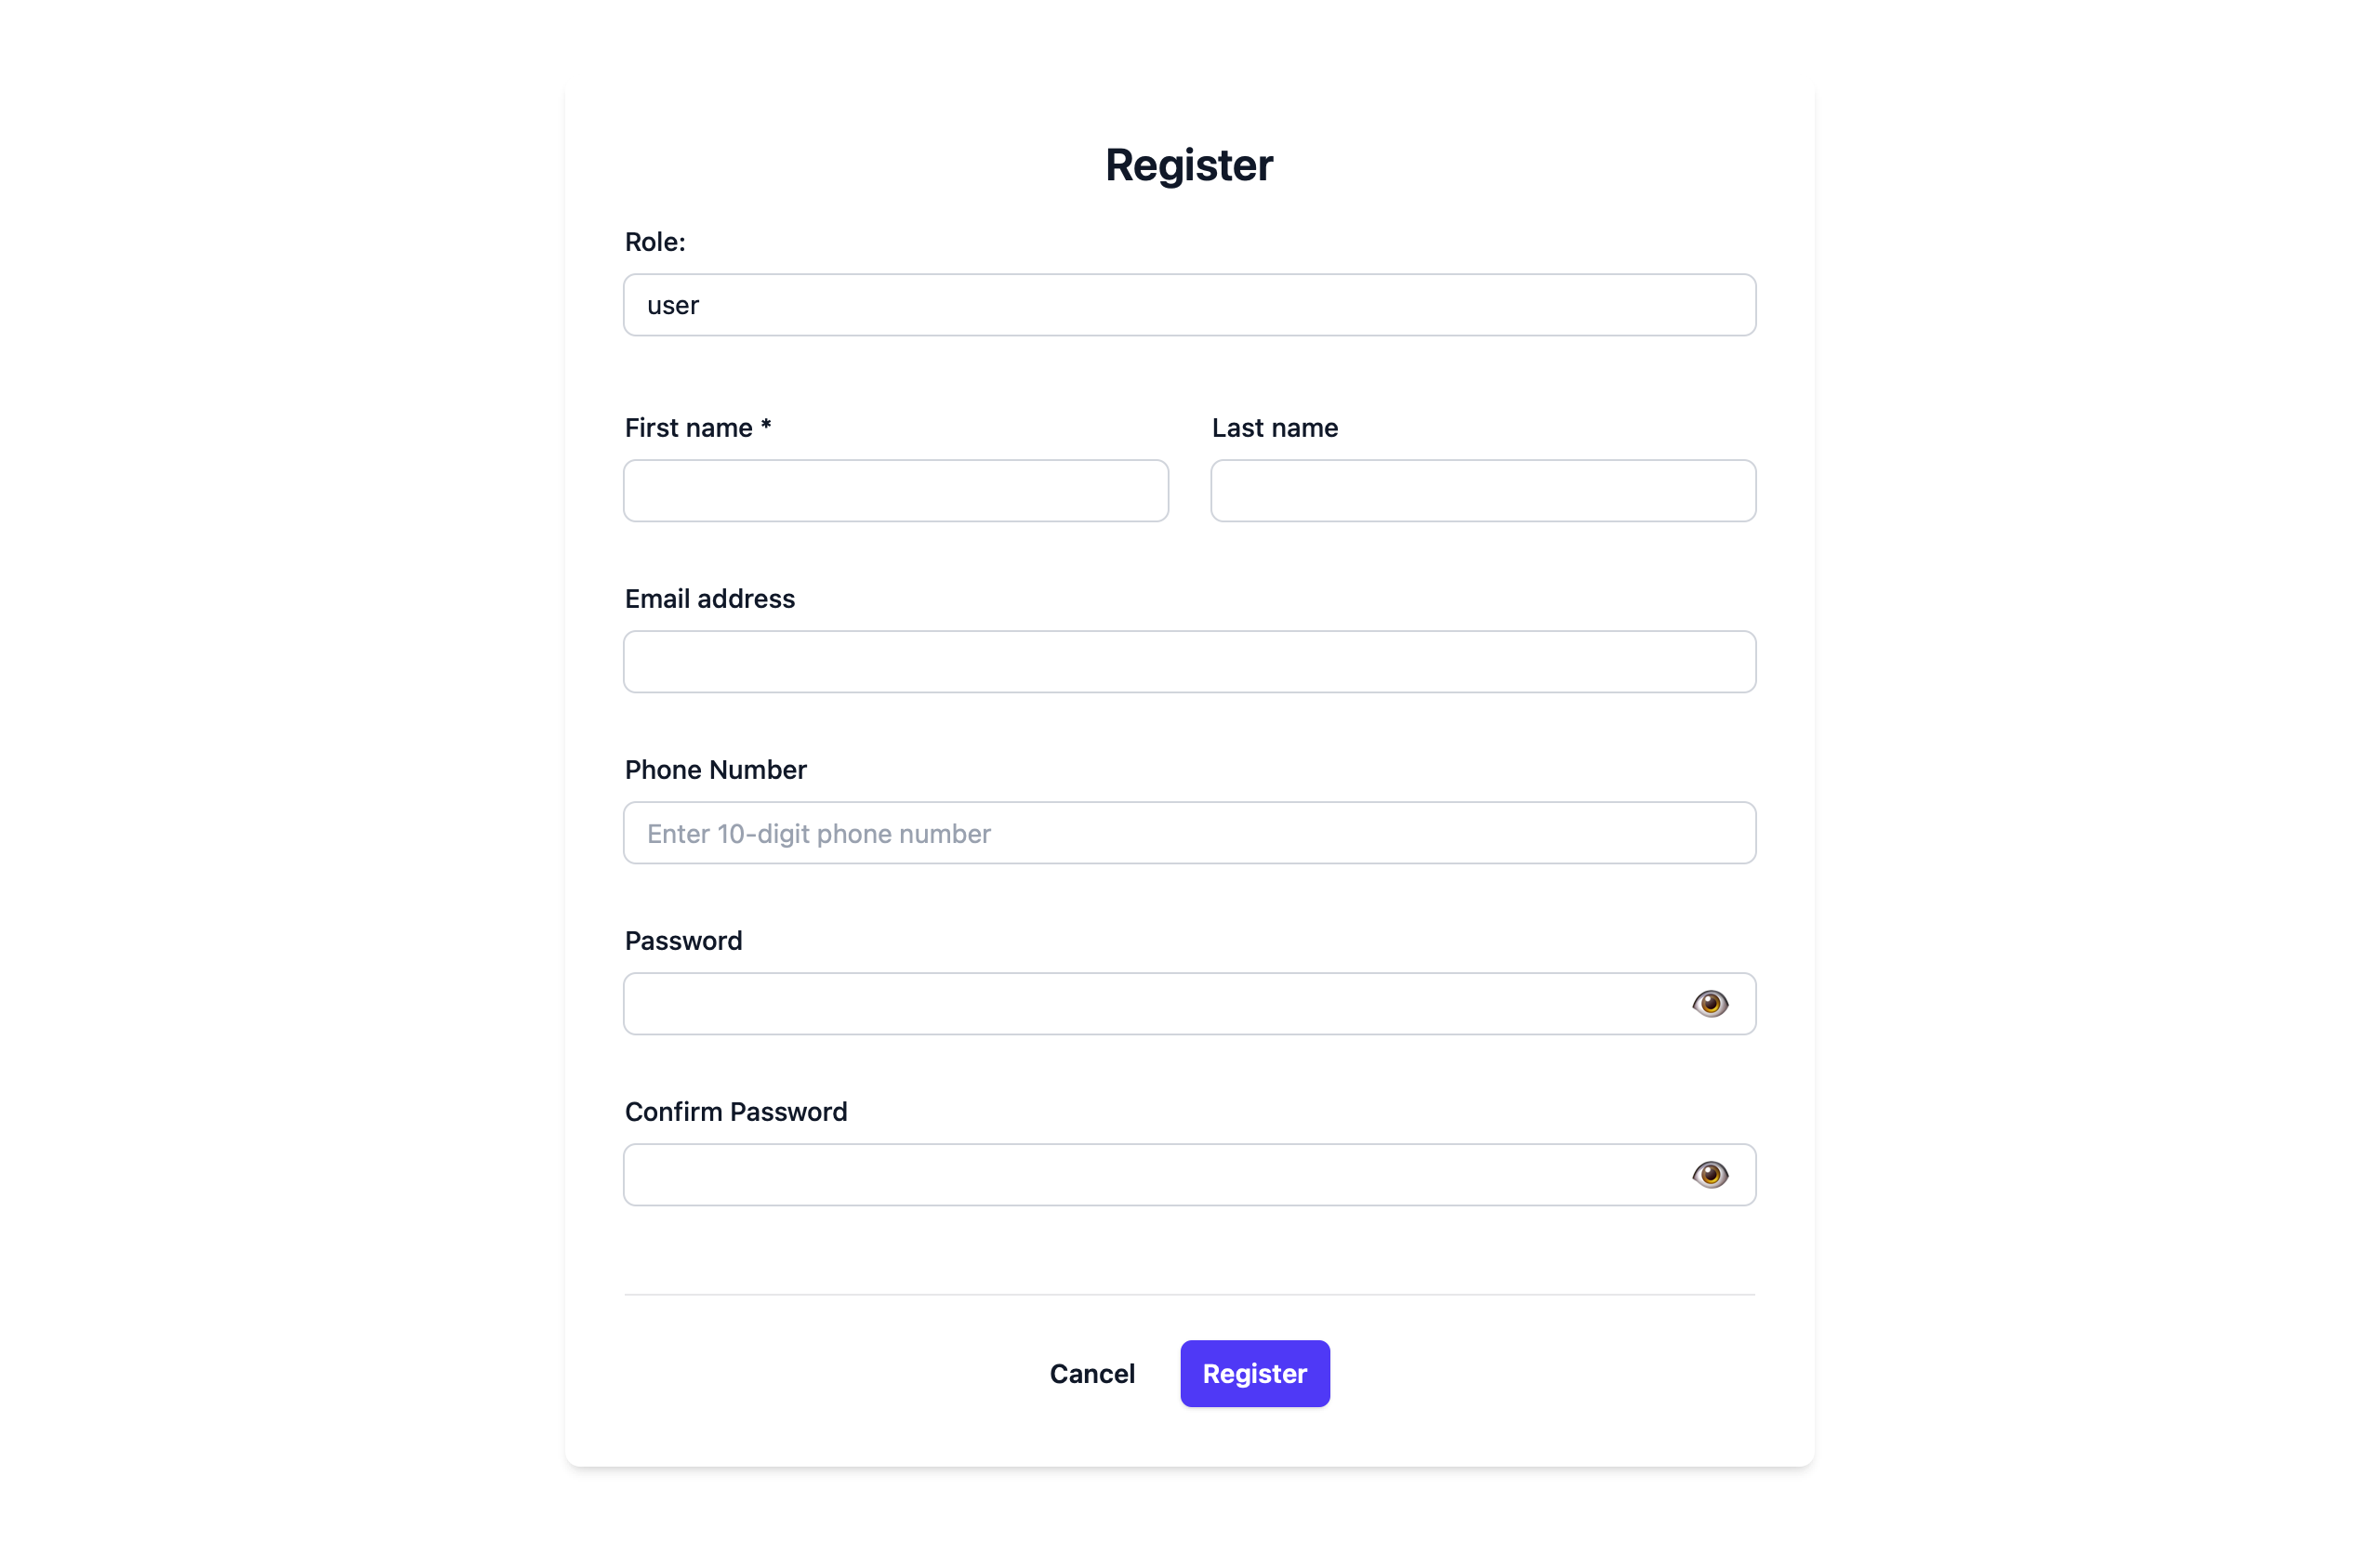 Register
Role:
user
First name *
Last name
Email address
Phone Number
Enter 10-digit phone number
Password
Confirm Password
Cancel
Register